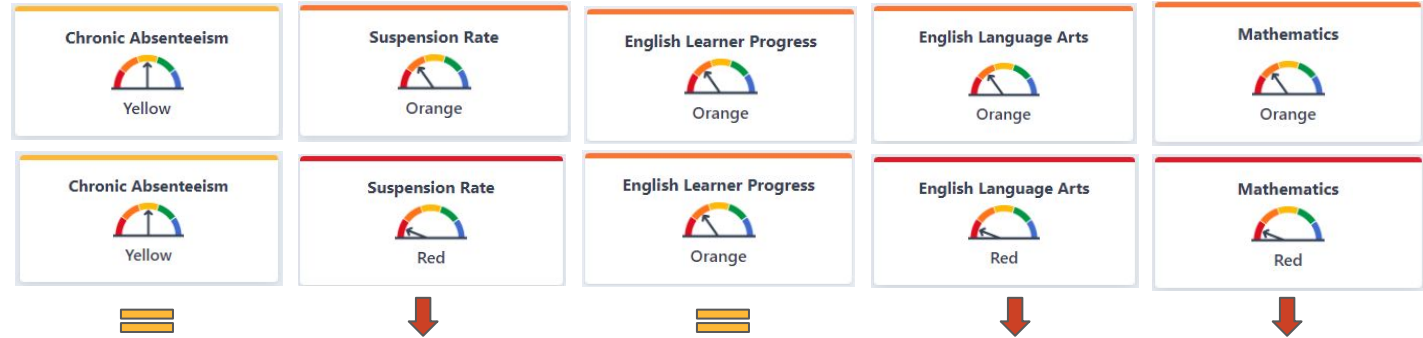 Chronic Absenteeism
Yellow
Suspension Rate
Orange
English Learner Progress
Orange
English Language Arts
Orange
Mathematics
Orange
Chronic Absenteeism
Yellow
Suspension Rate
Red
English Learner Progress
Orange
English Language Arts
Red
Mathematics
Red